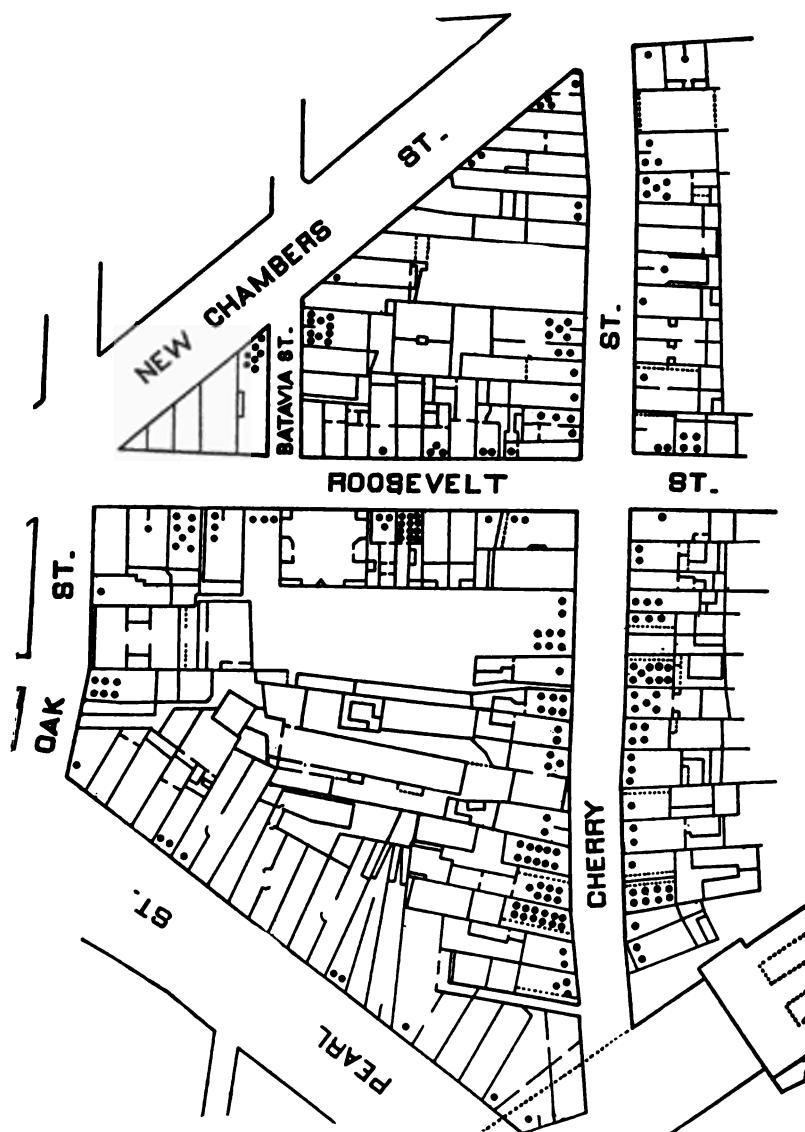 NEW CHAMBERS ST.
BATAVIA ST.
ST.
ROOSEVELT ST.
OAK ST.
CHERRY
PEARL ST.